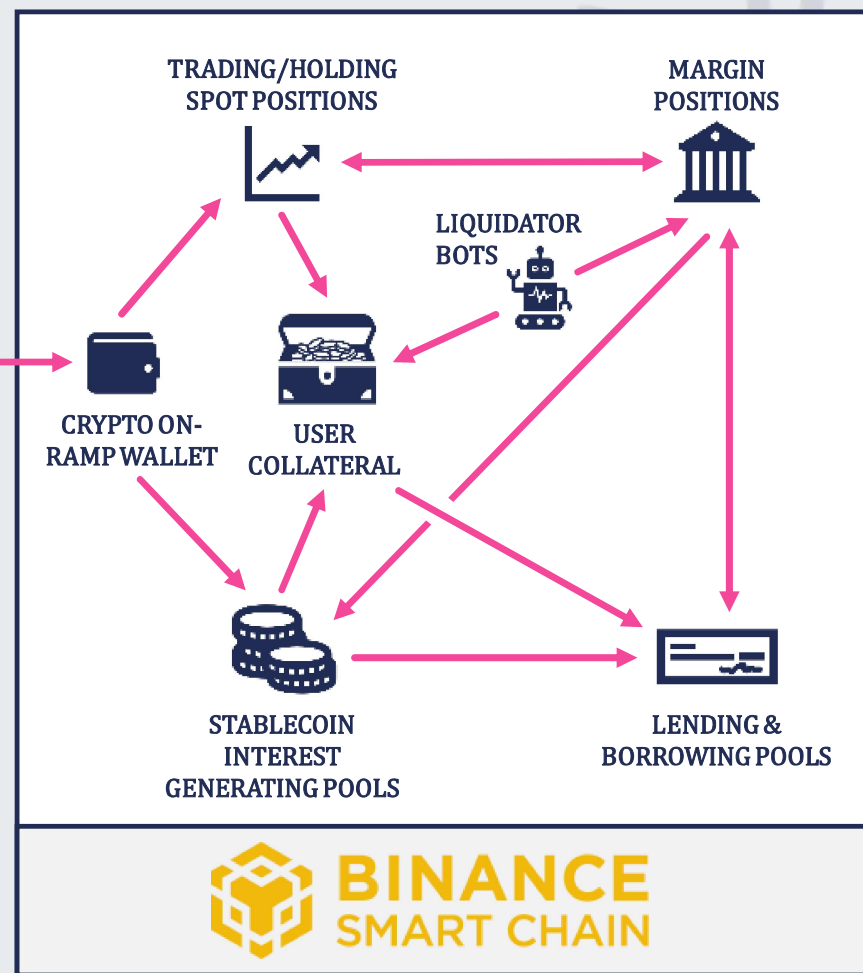 TRADING/HOLDING
SPOT POSITIONS
MARGIN
POSITIONS
LIQUIDATOR
BOTS
CRYPTO ON-
RAMP WALLET
USER
COLLATERAL
STABLECOIN
INTEREST
GENERATING POOLS
LENDING &
BORROWING POOLS
BINANCE
SMART CHAIN